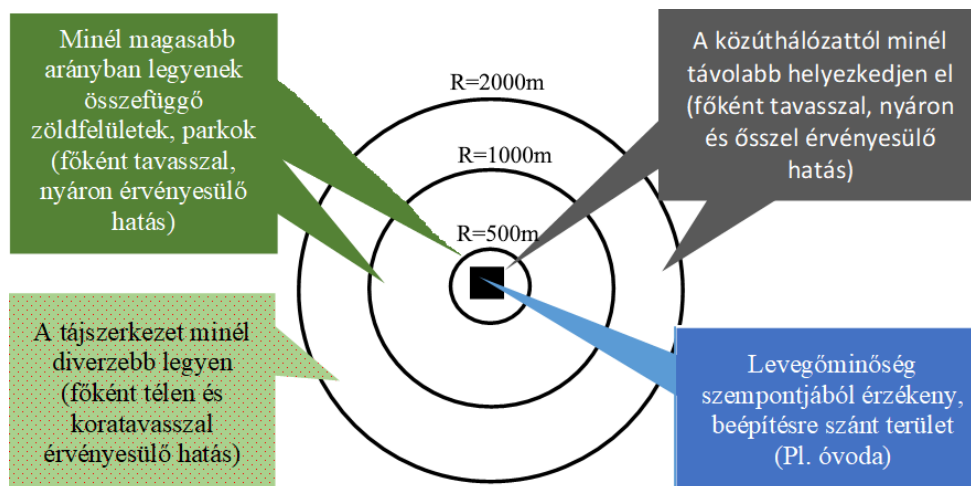 Minél magasabb
arányban legyenek
összefüggő
zöldfelületek, parkok
(főként tavasszal,
nyáron érvényesülő
hatás)
A közúthálózattól minél
távolabb helyezkedjen el
(főként tavasszal, nyáron
és ősszel érvényesülő
hatás)
R=2000m
R=1000m
R=500m
A tájszerkezet minél
diverzebb legyen
(főként télen és
koratavasszal
érvényesülő hatás)
Levegőminőség
szempontjából érzékeny,
beépítésre szánt terület
(Pl. óvoda)